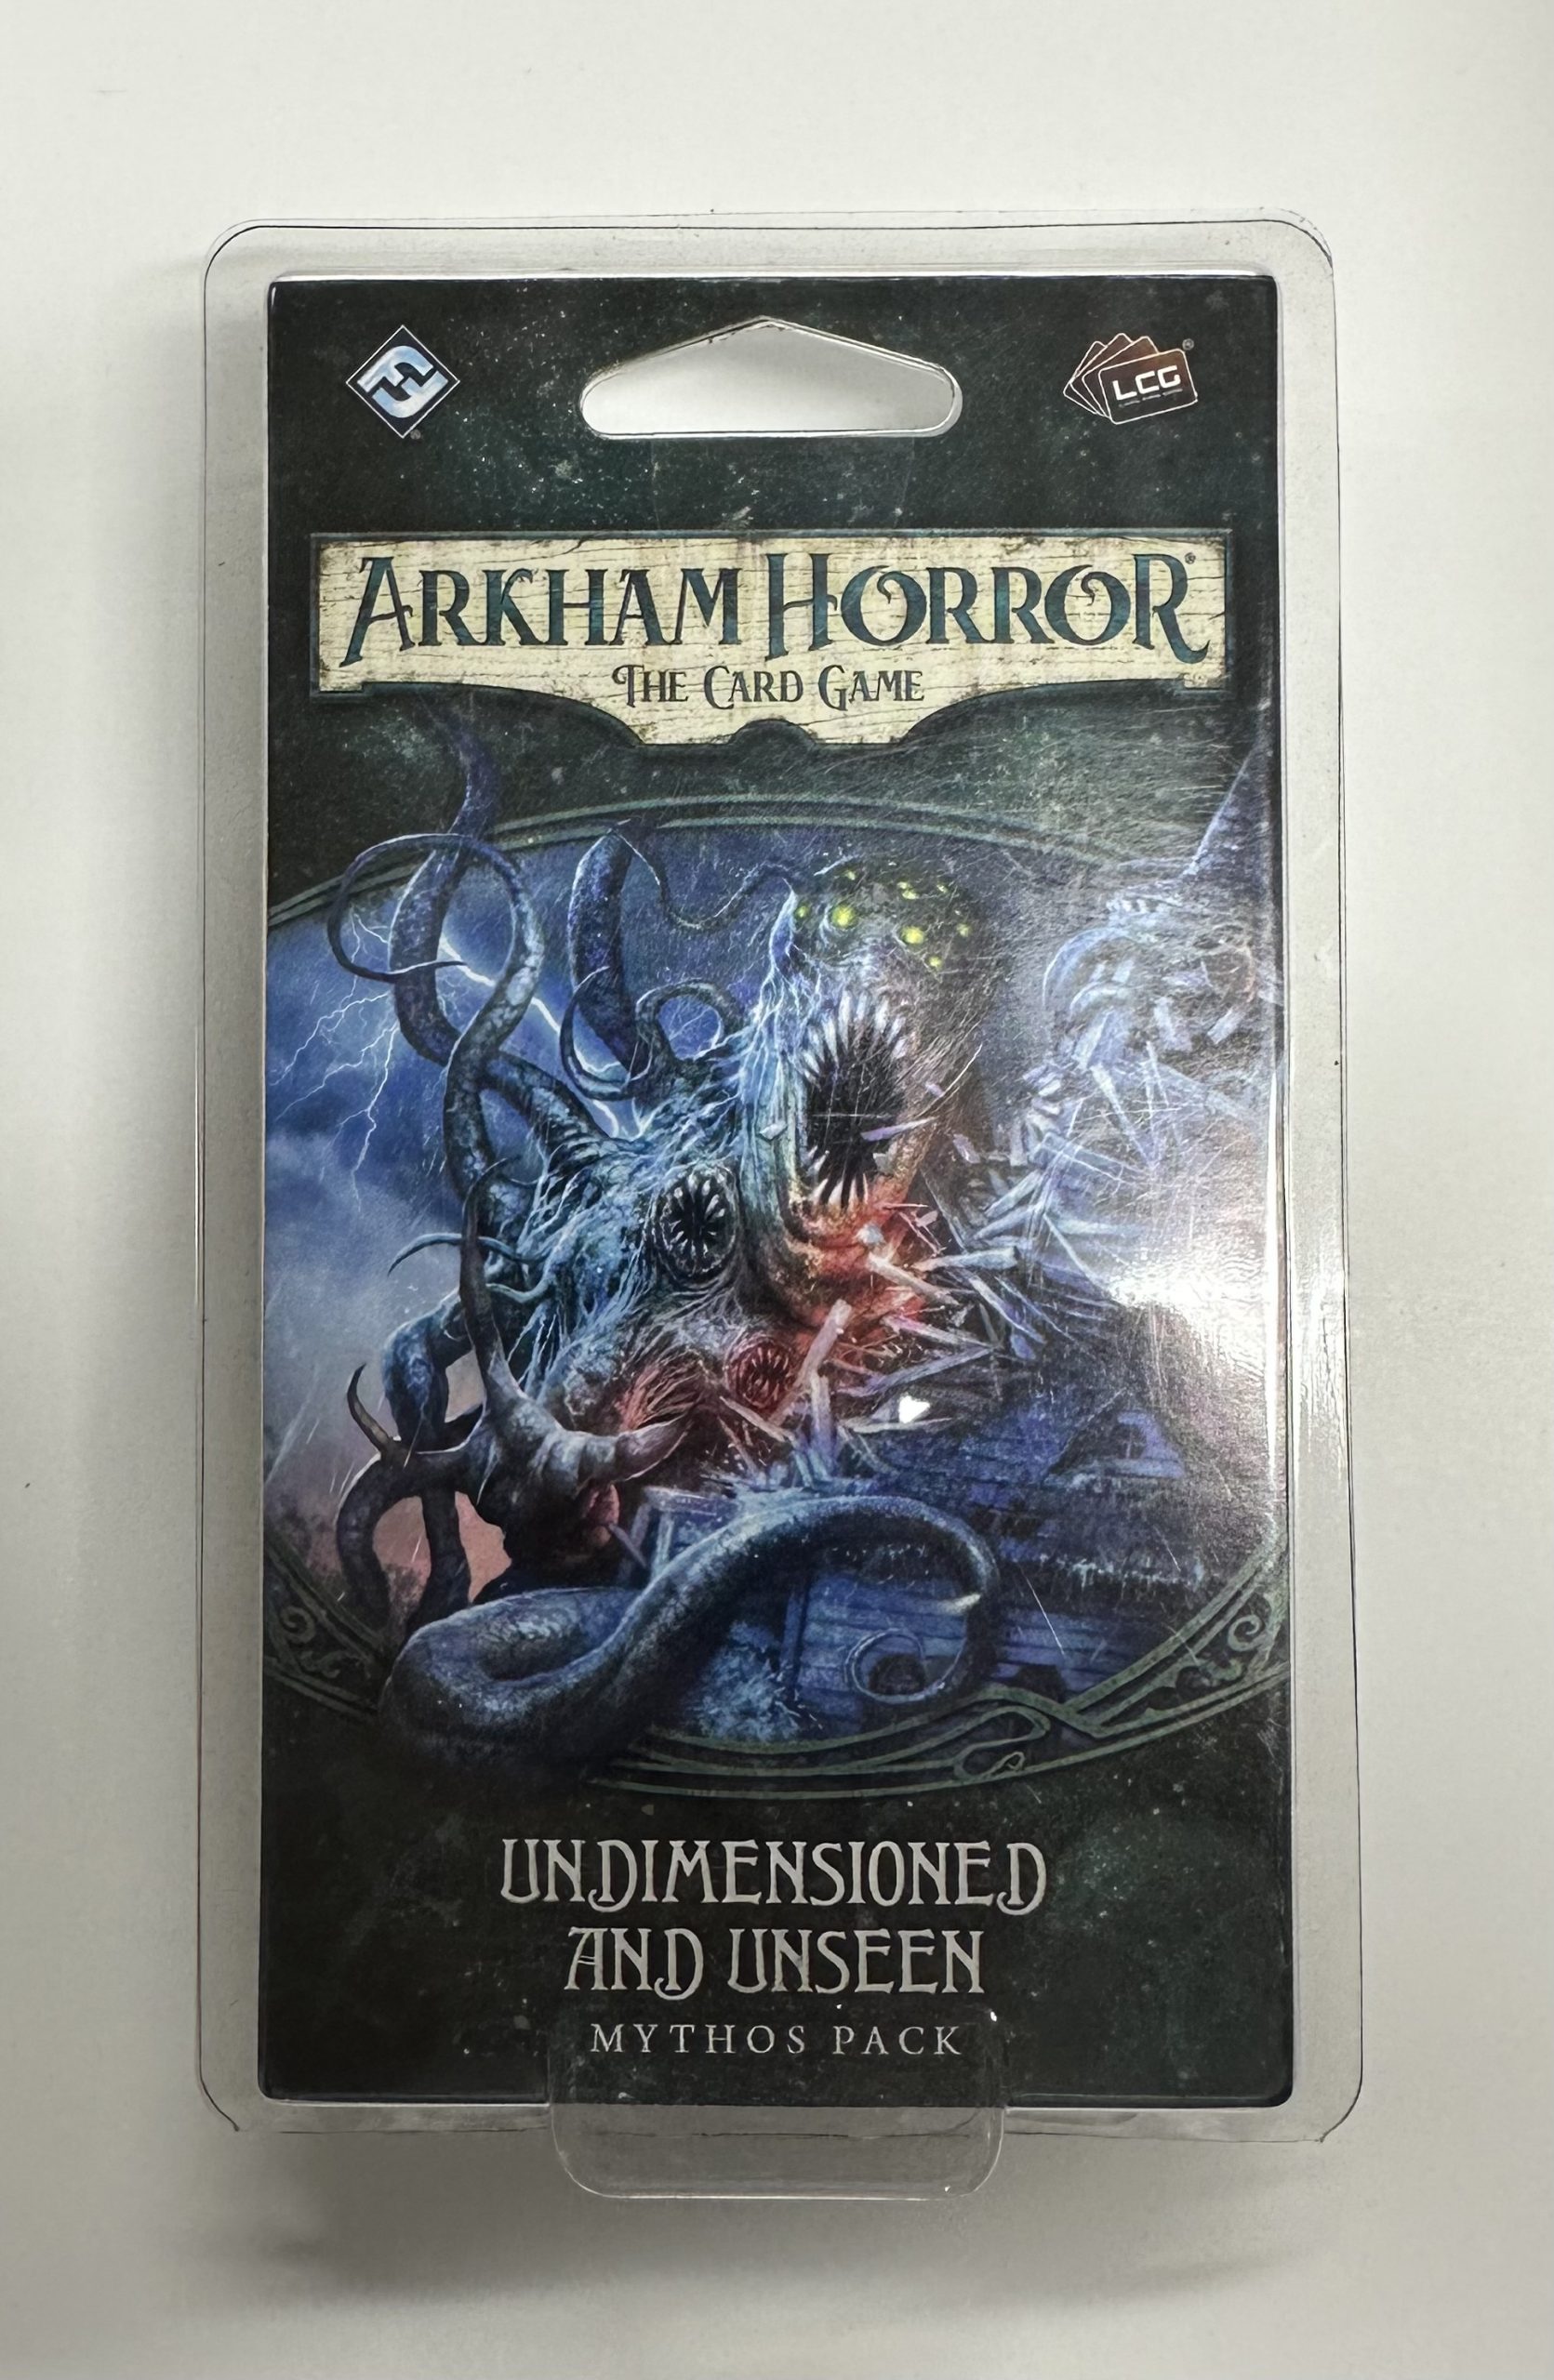 LCG
ARKHAM HORROR
THE CARD GAME
UNDIMENSIONED
AND UNSEEN
MYTHOS PACK